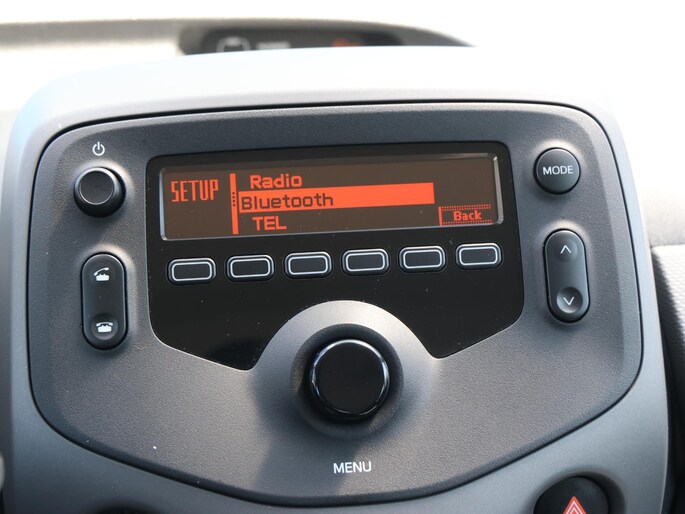 SETUP
Radio
Bluetooth
TEL
Back
MODE
MENU